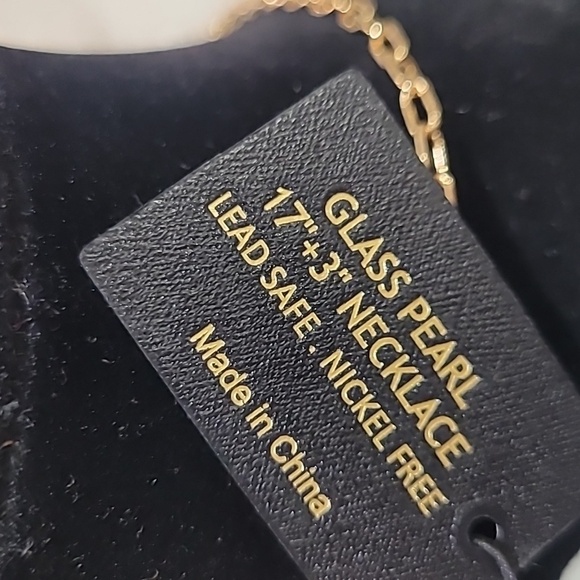 GLASS PEARL
17"+3" NECKLACE
LEAD SAFE . NICKEL FREE
Made in China